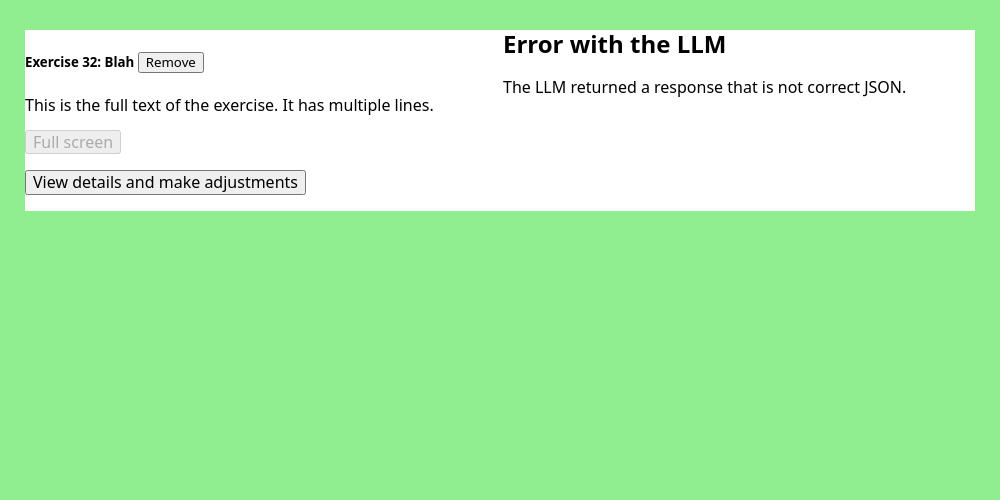 Exercise 32: Blah Remove
This is the full text of the exercise. It has multiple lines.
Full screen
View details and make adjustments
Error with the LLM
The LLM returned a response that is not correct JSON.